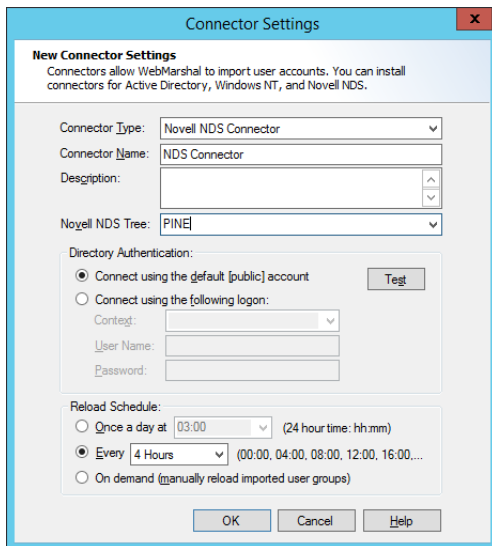 Connector Settings
x
New Connector Settings
Connectors allow WebMarshal to import user accounts. You can install
connectors for Active Directory, Windows NT, and Novell NDS.
Connector Type: Novell NDS Connector
Connector Name: NDS Connector
Description:
Novell NDS Tree: PINE
Directory Authentication:
Connect using the default [public] account Test
Connect using the following logon:
Context:
User Name:
Password:
Reload Schedule:
Once a day at 03:00 (24 hour time: hh:mm)
Every 4 Hours (00:00, 04:00, 08:00, 12:00, 16:00,...
On demand (manually reload imported user groups)
OK Cancel Help